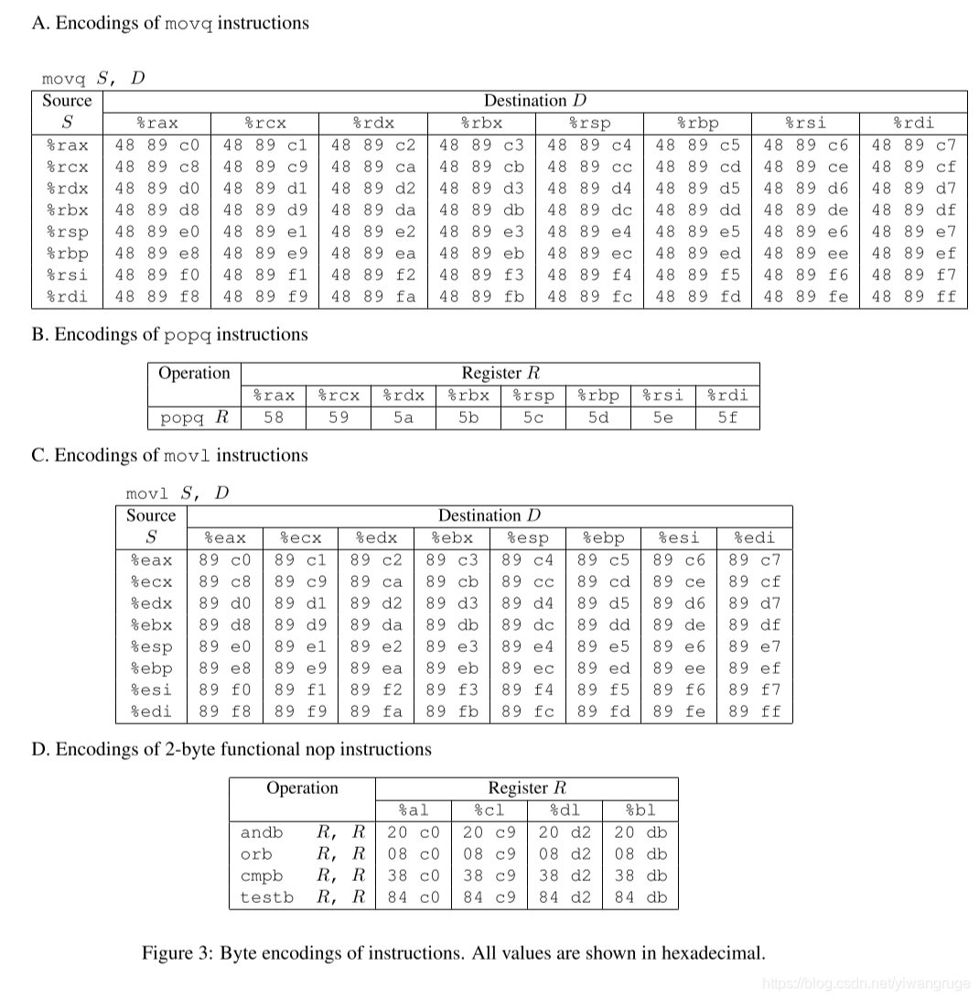 A. Encodings of movq instructions
movq S, D
Source Destination D
S %rax %rcx %rdx %rbx %rsp %rbp %rsi %rdi
%rax 48 89 c0 48 89 c1 48 89 c2 48 89 c3 48 89 c4 48 89 c5 48 89 c6 48 89 c7
%rcx 48 89 c8 48 89 c9 48 89 ca 48 89 cb 48 89 cc 48 89 cd 48 89 ce 48 89 cf
%rdx 48 89 d0 48 89 d1 48 89 d2 48 89 d3 48 89 d4 48 89 d5 48 89 d6 48 89 d7
%rbx 48 89 d8 48 89 d9 48 89 da 48 89 db 48 89 dc 48 89 dd 48 89 de 48 89 df
%rsp 48 89 e0 48 89 e1 48 89 e2 48 89 e3 48 89 e4 48 89 e5 48 89 e6 48 89 e7
%rbp 48 89 e8 48 89 e9 48 89 ea 48 89 eb 48 89 ec 48 89 ed 48 89 ee 48 89 ef
%rsi 48 89 f0 48 89 f1 48 89 f2 48 89 f3 48 89 f4 48 89 f5 48 89 f6 48 89 f7
%rdi 48 89 f8 48 89 f9 48 89 fa 48 89 fb 48 89 fc 48 89 fd 48 89 fe 48 89 ff
B. Encodings of popq instructions
Operation Register R
%rax %rcx %rdx %rbx %rsp %rbp %rsi %rdi
popq R 58 59 5a 5b 5c 5d 5e 5f
C. Encodings of movl instructions
movl S, D
Source Destination D
S %eax %ecx %edx %ebx %esp %ebp %esi %edi
%eax 89 c0 89 c1 89 c2 89 c3 89 c4 89 c5 89 c6 89 c7
%ecx 89 c8 89 c9 89 ca 89 cb 89 cc 89 cd 89 ce 89 cf
%edx 89 d0 89 d1 89 d2 89 d3 89 d4 89 d5 89 d6 89 d7
%ebx 89 d8 89 d9 89 da 89 db 89 dc 89 dd 89 de 89 df
%esp 89 e0 89 e1 89 e2 89 e3 89 e4 89 e5 89 e6 89 e7
%ebp 89 e8 89 e9 89 ea 89 eb 89 ec 89 ed 89 ee 89 ef
%esi 89 f0 89 f1 89 f2 89 f3 89 f4 89 f5 89 f6 89 f7
%edi 89 f8 89 f9 89 fa 89 fb 89 fc 89 fd 89 fe 89 ff
D. Encodings of 2-byte functional nop instructions
Operation Register R
%al %cl %dl %bl
andb R, R 20 c0 20 c9 20 d2 20 db
orb R, R 08 c0 08 c9 08 d2 08 db
cmpb R, R 38 c0 38 c9 38 d2 38 db
testb R, R 84 c0 84 c9 84 d2 84 db
Figure 3: Byte encodings of instructions. All values are shown in hexadecimal.
https://blog.csdn.net/yiwangruge